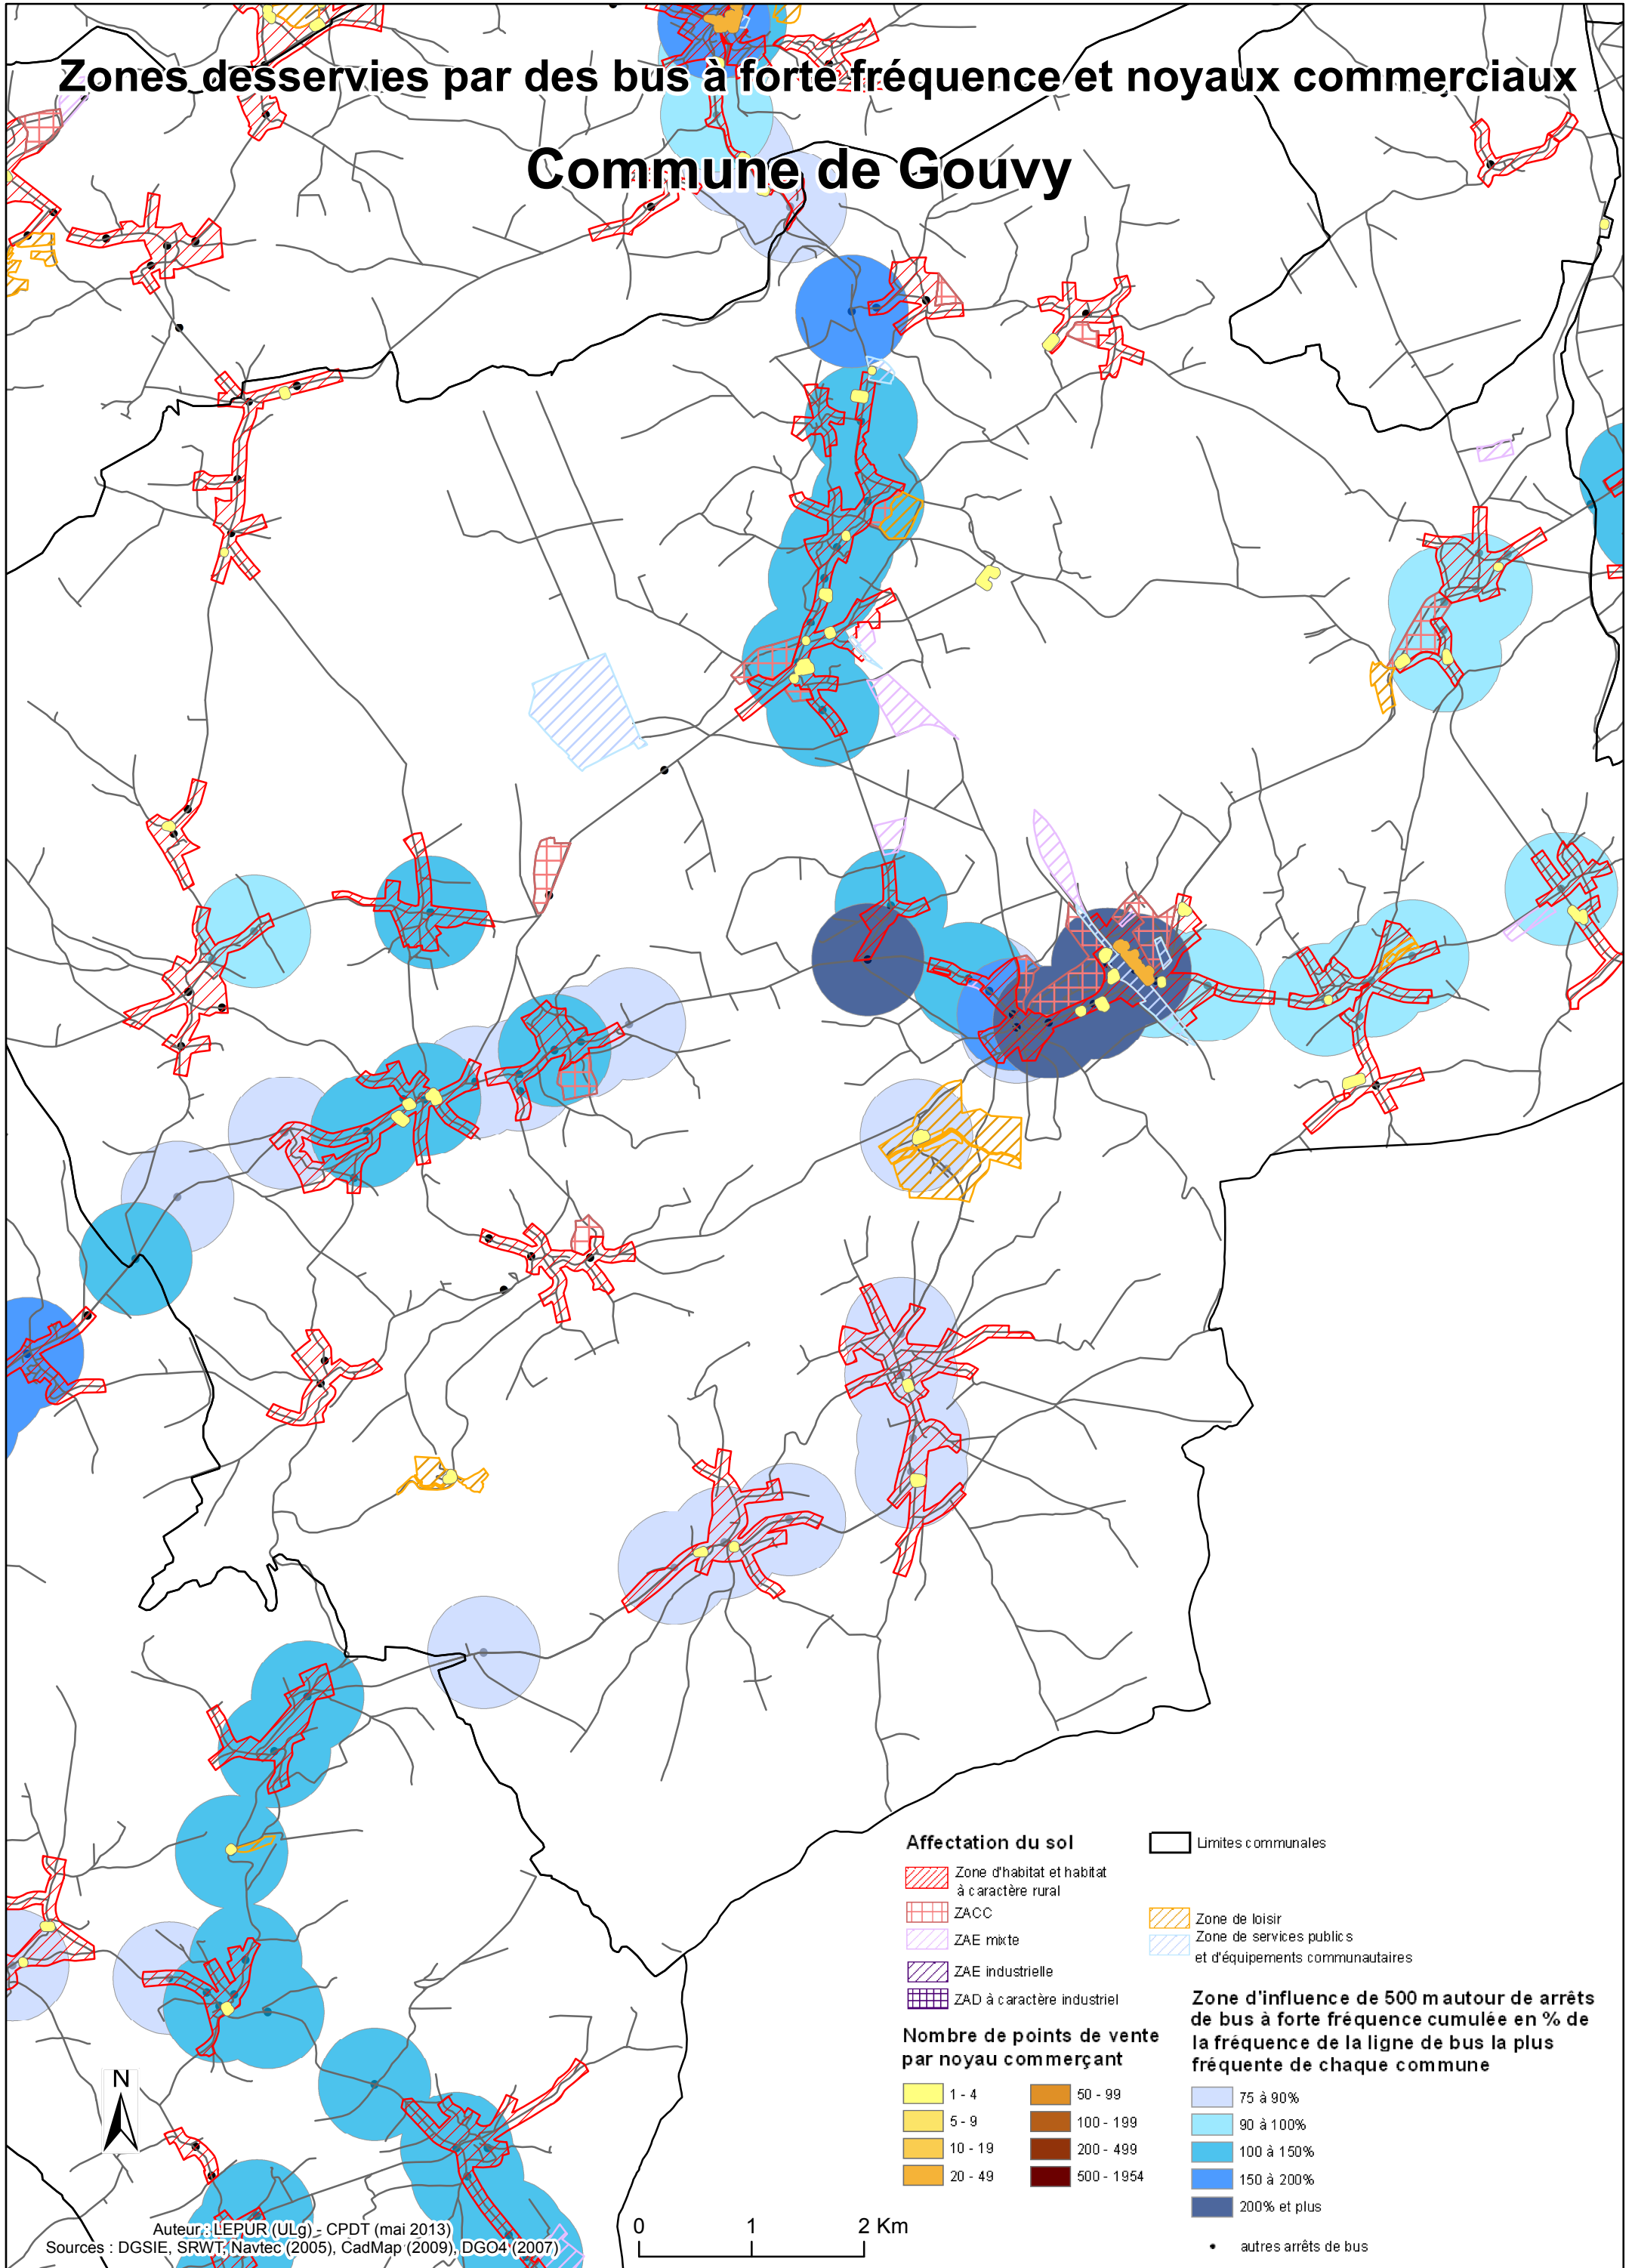 Zones desservies par des bus à forte fréquence et noyaux commerciaux
Commune de Gouvy
Affectation du sol
Zone d'habitat et habitat
à caractère rural
ZACC
ZAE mixte
ZAE industrielle
ZAD à caractère industriel
Limites communales
Zone de loisir
Zone de services publics
et d'équipements communautaires
Nombre de points de vente
par noyau commerçant
1 - 4
5 - 9
10 - 19
20 - 49
50 - 99
100 - 199
200 - 499
500 - 1954
Zone d'influence de 500 m autour de arrêts
de bus à forte fréquence cumulée en % de
la fréquence de la ligne de bus la plus
fréquente de chaque commune
75 à 90%
90 à 100%
100 à 150%
150 à 200%
200% et plus
autres arrêts de bus
N
0 1 2 Km
Auteur : LEPUR (ULg) - CPDT (mai 2013)
Sources : DGSIE, SRWT, Navtec (2005), CadMap (2009), DGO4 (2007)